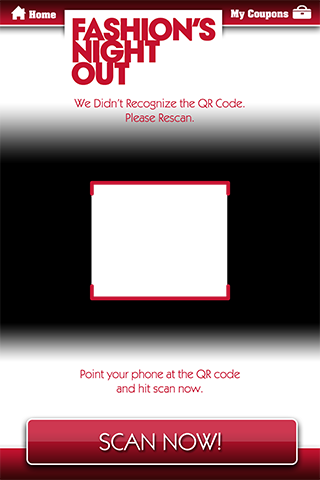 Home
My Coupons
FASHION'S
NIGHT
OUT
We Didn't Recognize the QR Code.
Please Rescan.
Point your phone at the QR code
and hit scan now.
SCAN NOW!